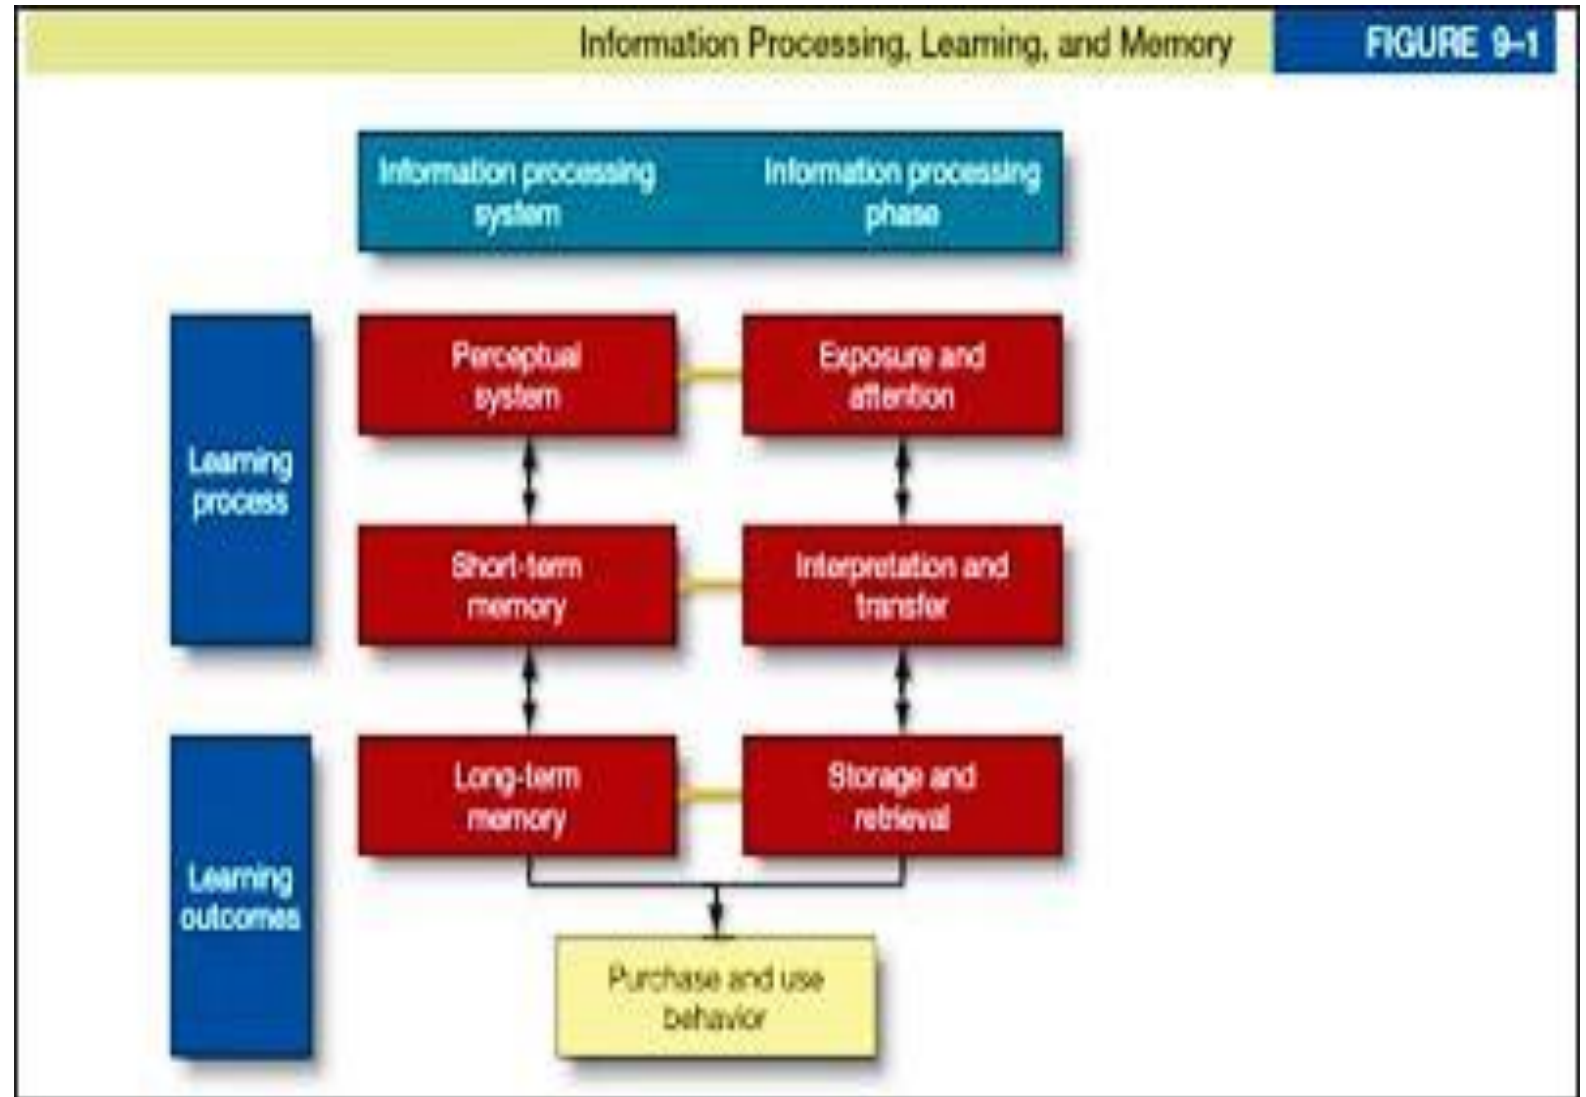 Information Processing, Learning, and Memory
FIGURE 9–1
Information processing
system
Information processing
phase
Learning
process
Perceptual
system
Exposure and
attention
Short-term
memory
Interpretation and
transfer
Learning
outcomes
Long-term
memory
Storage and
retrieval
Purchase and use
behavior